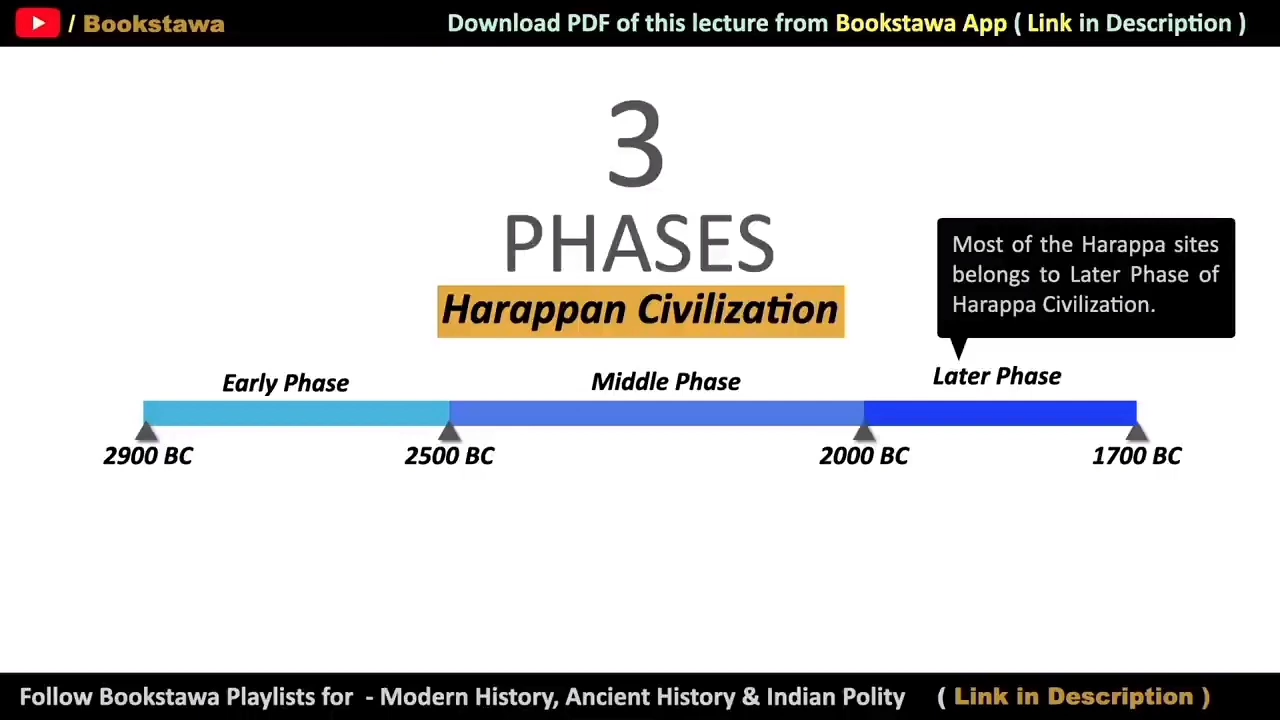 / Bookstawa
Download PDF of this lecture from Bookstawa App ( Link in Description )
3
PHASES
Harappan Civilization
Most of the Harappa sites
belongs to Later Phase of
Harappa Civilization.
Early Phase
Middle Phase
Later Phase
2900 BC
2500 BC
2000 BC
1700 BC
Follow Bookstawa Playlists for - Modern History, Ancient History & Indian Polity ( Link in Description )